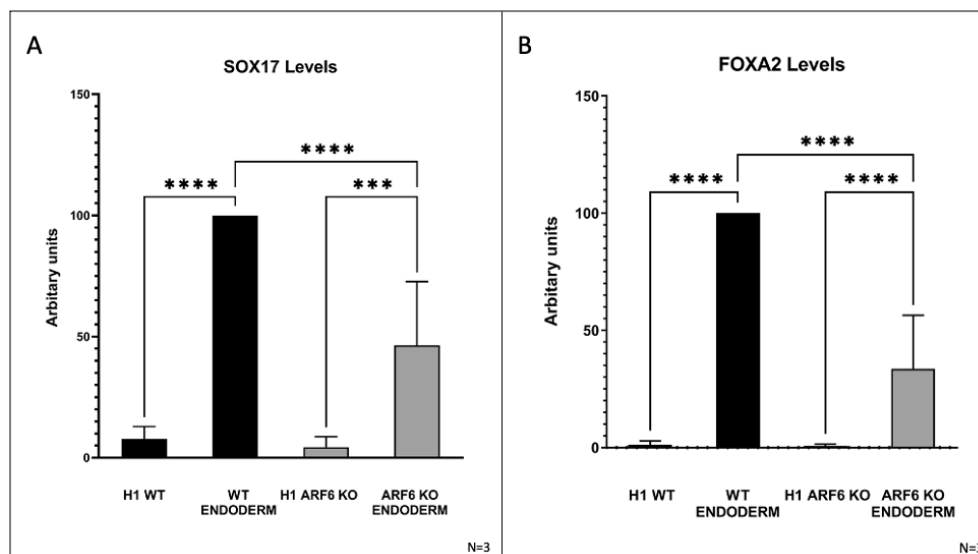 A
SOX17 Levels
150
100
50
0
Arbitary units
****
****
***
H1 WT
WT
ENDODERM
H1 ARF6 KO
ARF6 KO
ENDODERM
N=3
B
FOXA2 Levels
150
100
50
0
Arbitary units
****
****
****
H1 WT
WT
ENDODERM
H1 ARF6 KO
ARF6 KO
ENDODERM